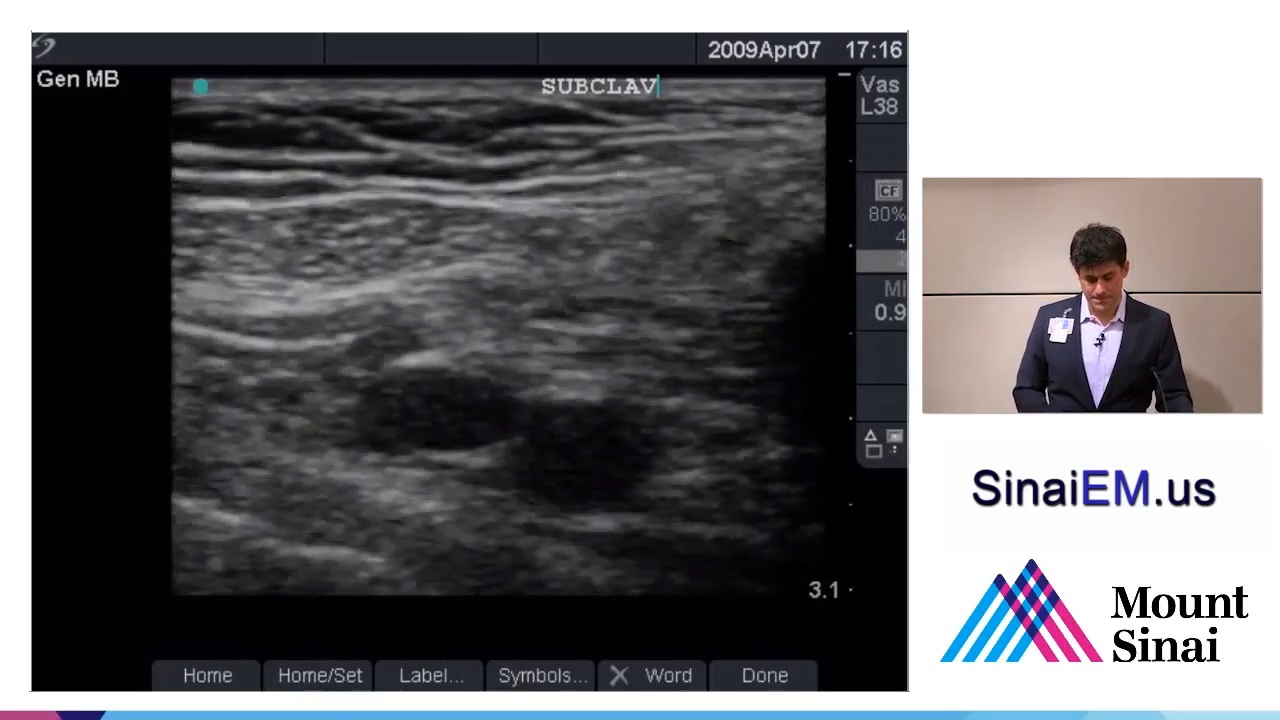 2009Apr07 17:16
Gen MB
SUBCLAV
Vas
L38
CF
80%
4
MI
0.9
3.1
Home Home/Set Label... Symbols... Word Done
SinaiEM.us
Mount
Sinai